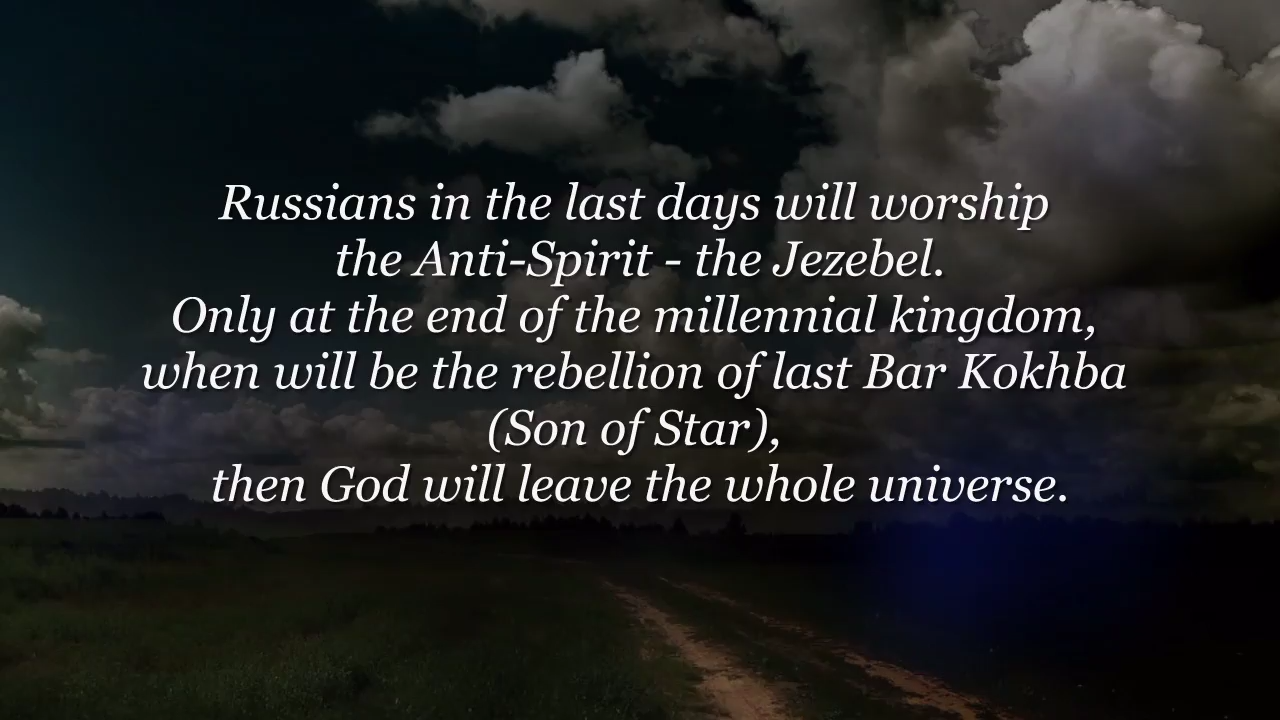 Russians in the last days will worship
the Anti-Spirit - the Jezebel.
Only at the end of the millennial kingdom,
when will be the rebellion of last Bar Kokhba
(Son of Star),
then God will leave the whole universe.